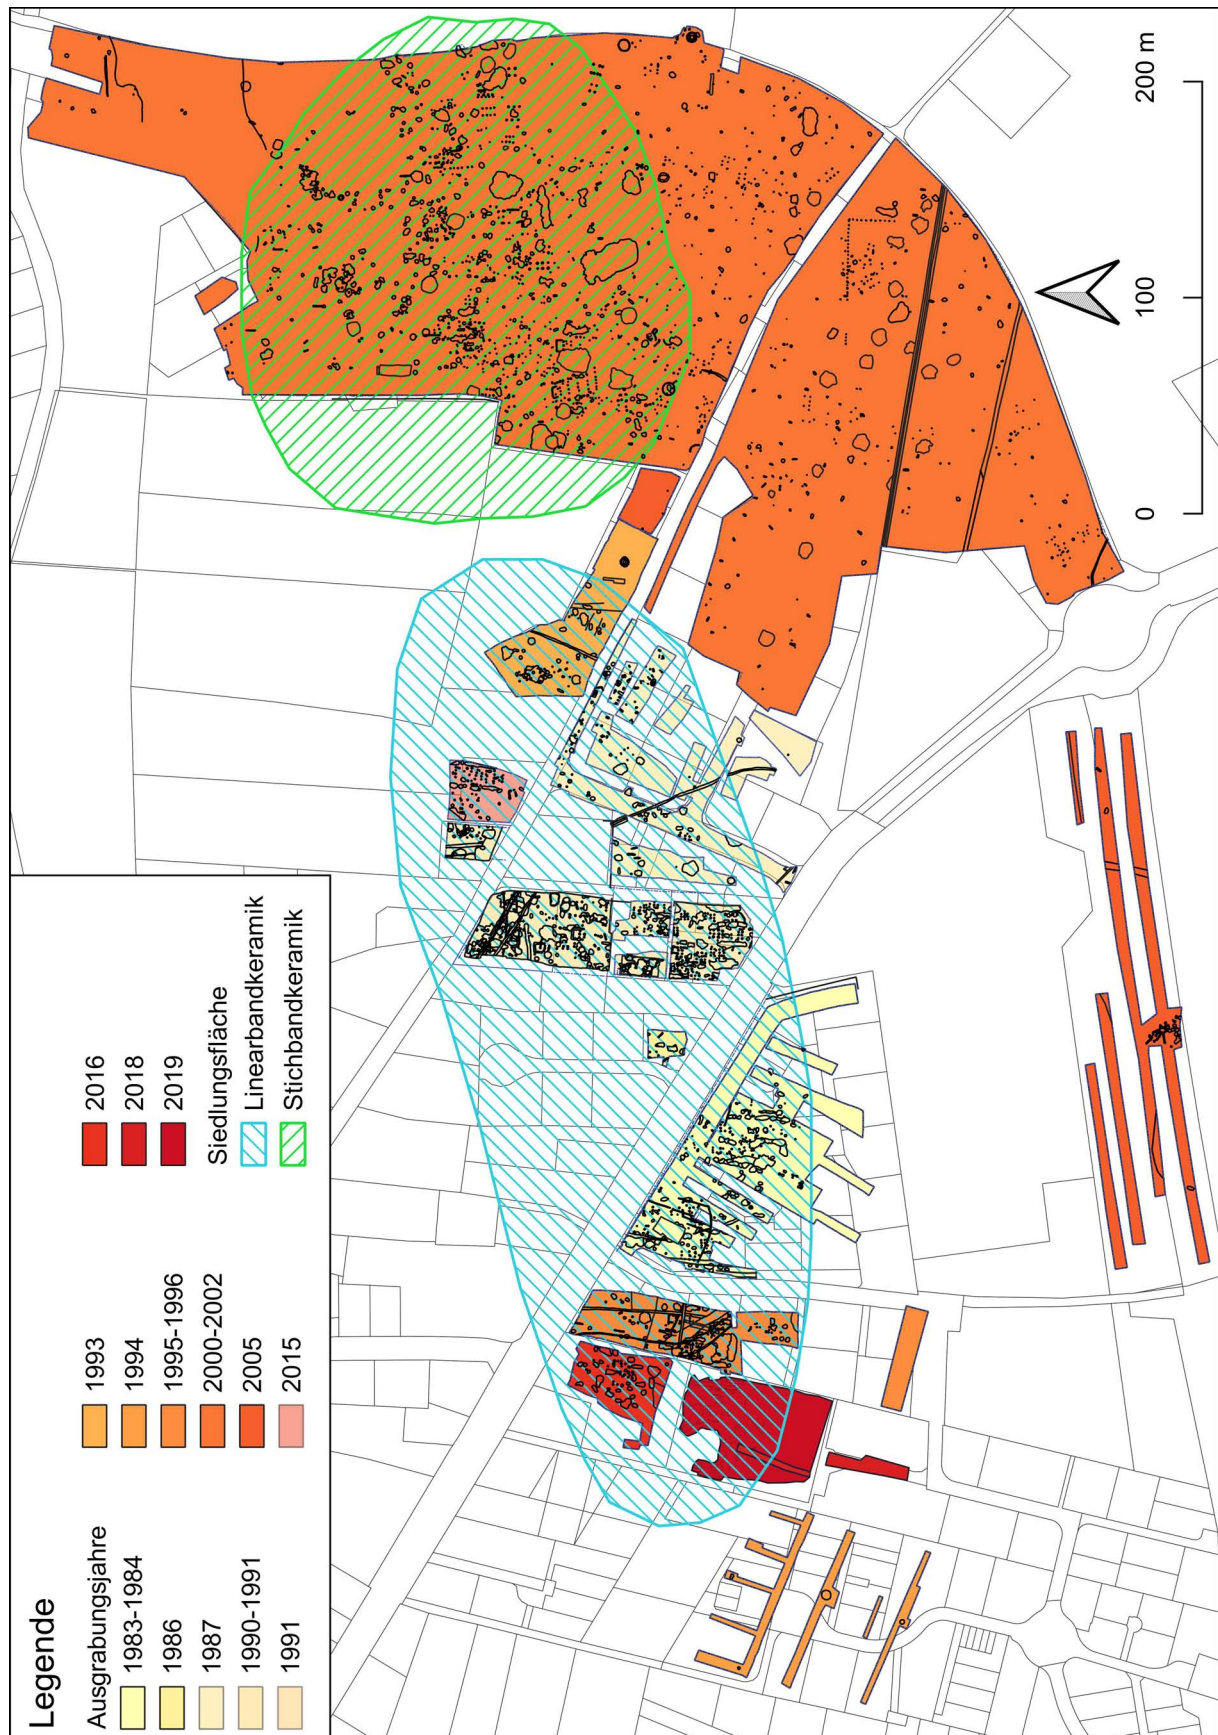 Legende
Ausgrabungsjahre
1983-1984
1986
1987
1990-1991
1991
1993
1994
1995-1996
2000-2002
2005
2015
2016
2018
2019
Siedlungsfläche
Linearbandkeramik
Stichbandkeramik
0 100 200 m